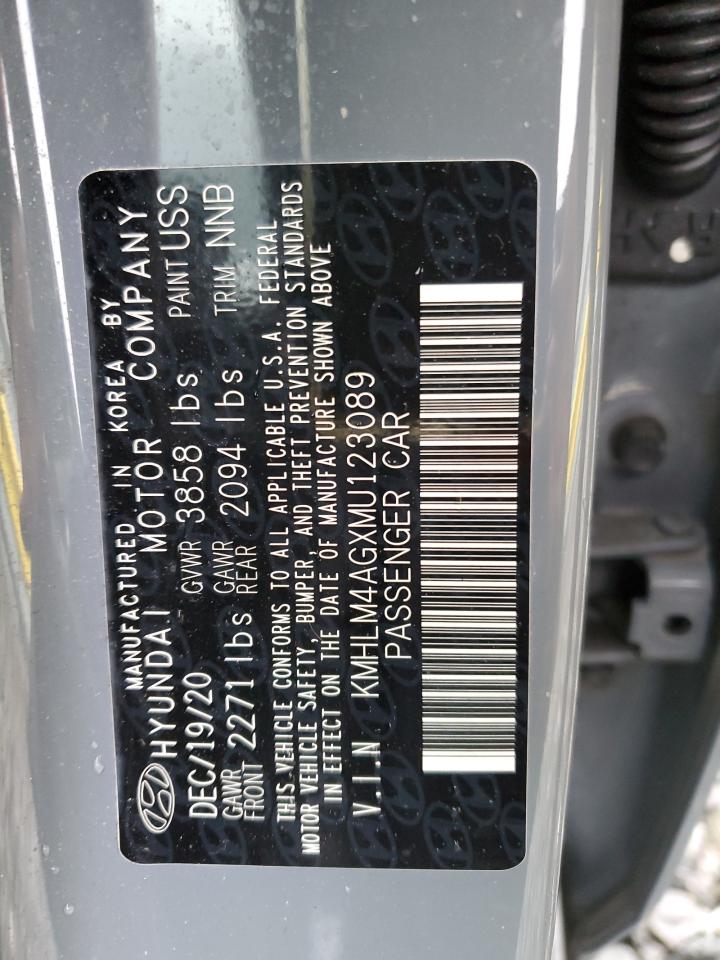 MANUFACTURED IN KOREA BY
HYUNDAI MOTOR COMPANY
DEC/19/20 GVWR 3858 lbs PAINT USS
GAWR FRONT 2271 lbs GAWR REAR 2094 lbs TRIM NNB
THIS VEHICLE CONFORMS TO ALL APPLICABLE U.S.A. FEDERAL
MOTOR VEHICLE SAFETY, BUMPER, AND THEFT PREVENTION STANDARDS
IN EFFECT ON THE DATE OF MANUFACTURE SHOWN ABOVE
V.I.N KMHLM4AGXMU123089
PASSENGER CAR